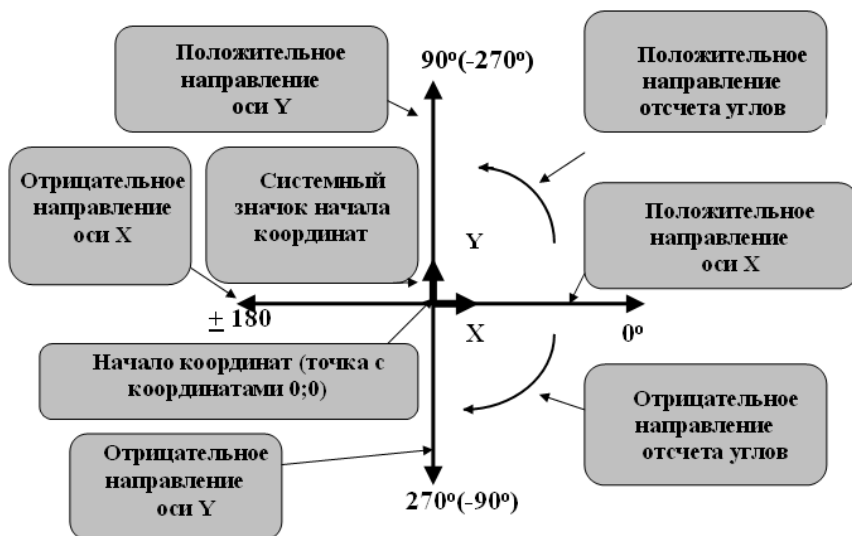 Положительное
направление
оси Y
90º(-270º)
Положительное
направление
отсчета углов
Отрицательное
направление
оси X
Системный
значок начала
координат
Y
Положительное
направление
оси X
± 180
X
0º
Начало координат (точка с
координатами 0;0)
Отрицательное
направление
отсчета углов
Отрицательное
направление
оси Y
270º(-90º)